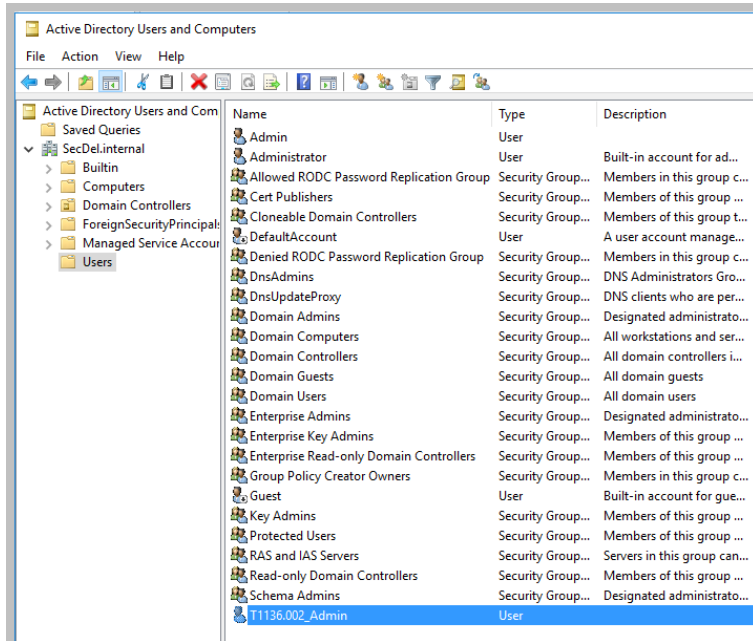 Active Directory Users and Computers
File Action View Help
Active Directory Users and Com
Saved Queries
SecDel.internal
Builtin
Computers
Domain Controllers
ForeignSecurityPrincipals
Managed Service Accour
Users
Name Type Description
Admin User
Administrator User Built-in account for ad...
Allowed RODC Password Replication Group Security Group... Members in this group c...
Cert Publishers Security Group... Members of this group ...
Cloneable Domain Controllers Security Group... Members of this group t...
DefaultAccount User A user account manage...
Denied RODC Password Replication Group Security Group... Members in this group c...
DnsAdmins Security Group... DNS Administrators Gro...
DnsUpdateProxy Security Group... DNS clients who are per...
Domain Admins Security Group... Designated administrato...
Domain Computers Security Group... All workstations and ser...
Domain Controllers Security Group... All domain controllers i...
Domain Guests Security Group... All domain guests
Domain Users Security Group... All domain users
Enterprise Admins Security Group... Designated administrato...
Enterprise Key Admins Security Group... Members of this group ...
Enterprise Read-only Domain Controllers Security Group... Members of this group ...
Group Policy Creator Owners Security Group... Members in this group c...
Guest User Built-in account for gue...
Key Admins Security Group... Members of this group ...
Protected Users Security Group... Members of this group ...
RAS and IAS Servers Security Group... Servers in this group can...
Read-only Domain Controllers Security Group... Members of this group ...
Schema Admins Security Group... Designated administrato...
T1136.002_Admin User